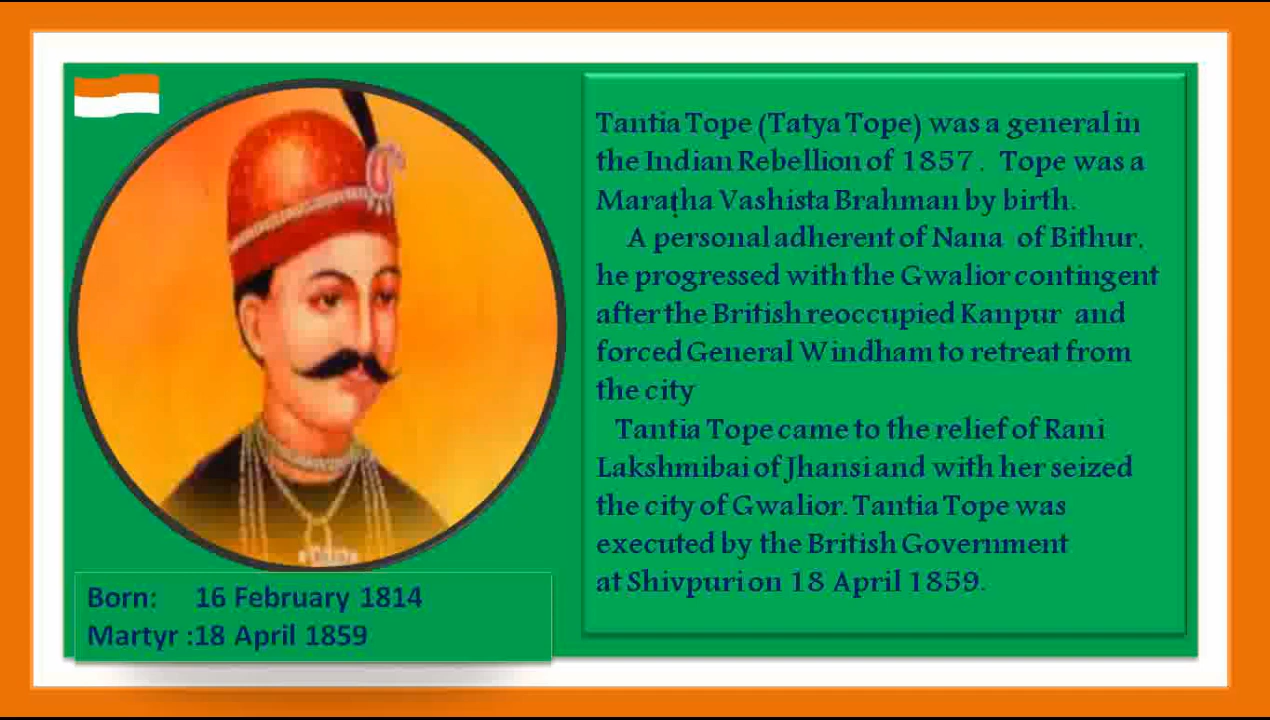 Tantia Tope (Tatya Tope) was a general in
the Indian Rebellion of 1857. Tope was a
Maraṭha Vashista Brahman by birth.
A personal adherent of Nana of Bithur,
he progressed with the Gwalior contingent
after the British reoccupied Kanpur and
forced General Windham to retreat from
the city
Tantia Tope came to the relief of Rani
Lakshmibai of Jhansi and with her seized
the city of Gwalior. Tantia Tope was
executed by the British Government
at Shivpuri on 18 April 1859.
Born: 16 February 1814
Martyr :18 April 1859